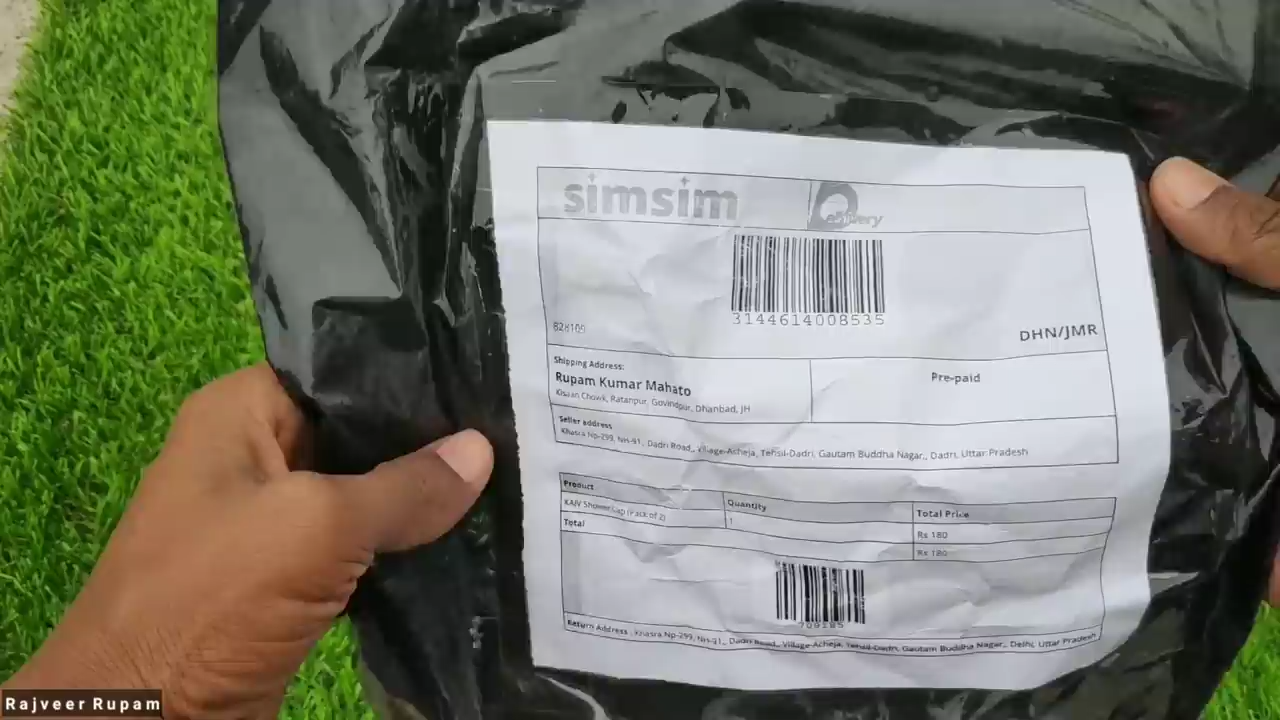 simsim
3144614008535
828109
DHN/JMR
Shipping Address:
Rupam Kumar Mahato
Kisaan Chowk, Ratanpur, Govindpur, Dhanbad, JH
Pre-paid
Seller address
Khasra Np-299, NH-91,, Dadri Road,, Village-Acheja, Tehsil-Dadri, Gautam Buddha Nagar,, Dadri, Uttar Pradesh
Product
Quantity
Total Price
KAIV Shower Cap (Pack of 2)
1
Rs 180
Total
Rs 180
709185
Return Address : Khasra Np-299, NH-91,, Dadri Road,, Village-Acheja, Tehsil-Dadri, Gautam Buddha Nagar,, Delhi, Uttar Pradesh
Rajveer Rupam